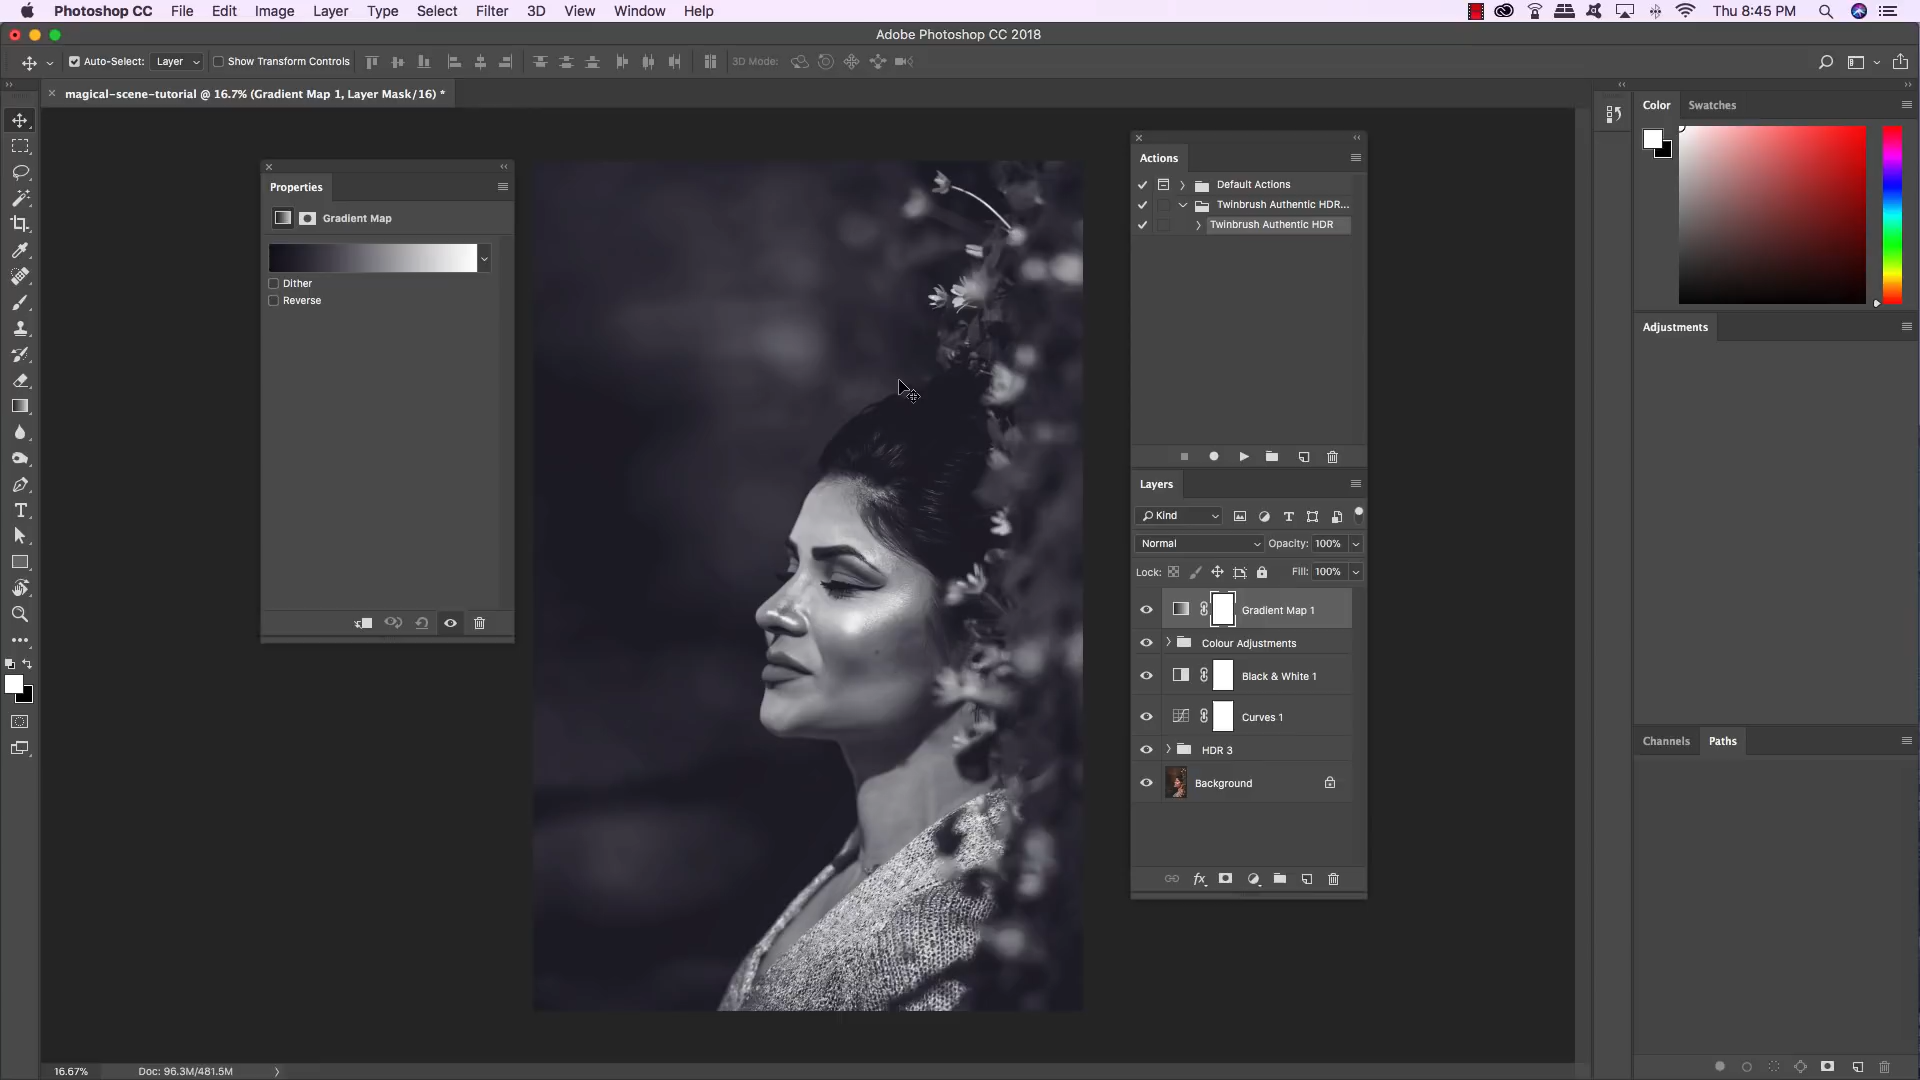 Photoshop CC File Edit Image Layer Type Select Filter 3D View Window Help Thu 8:45 PM
Adobe Photoshop CC 2018
Auto-Select: Layer Show Transform Controls 3D Mode:
magical-scene-tutorial @ 16.7% (Gradient Map 1, Layer Mask/16) *
Color Swatches
Actions
Default Actions
Twinbrush Authentic HDR...
Twinbrush Authentic HDR
Properties
Gradient Map
Dither
Reverse
Adjustments
Layers
Kind
Normal Opacity: 100%
Lock: Fill: 100%
Gradient Map 1
Colour Adjustments
Black & White 1
Curves 1
HDR 3
Background
Channels Paths
16.67% Doc: 96.3M/481.5M